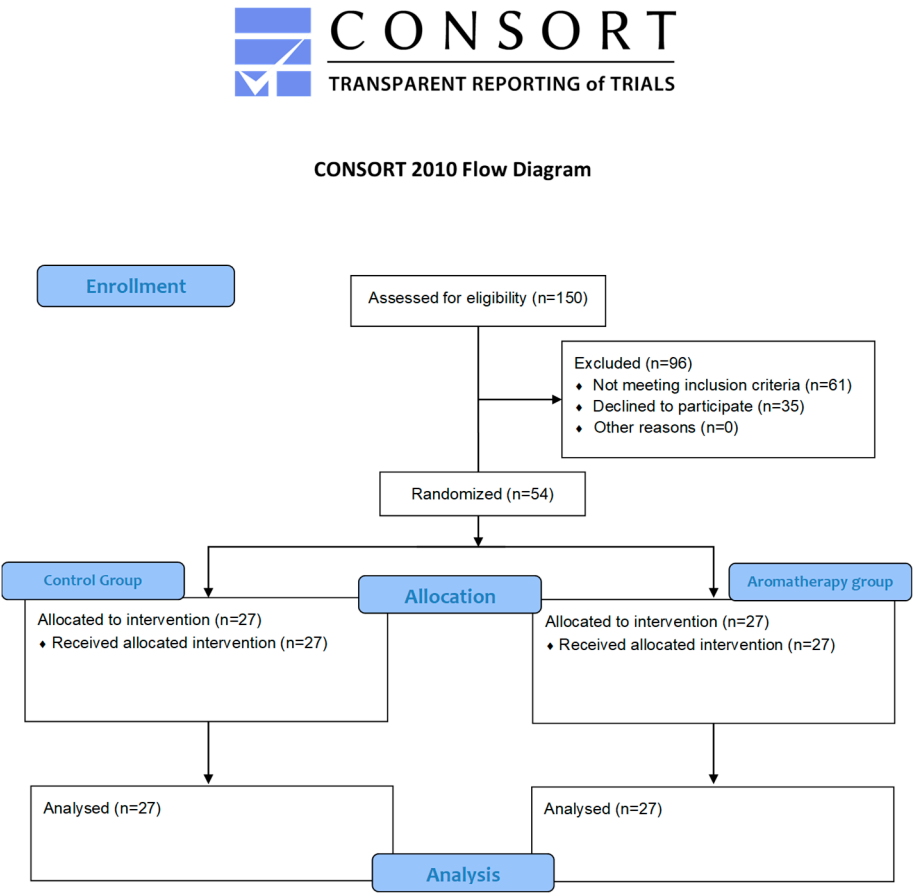 CONSORT
TRANSPARENT REPORTING of TRIALS
CONSORT 2010 Flow Diagram
Enrollment
Assessed for eligibility (n=150)
Excluded (n=96)
♦ Not meeting inclusion criteria (n=61)
♦ Declined to participate (n=35)
♦ Other reasons (n=0)
Randomized (n=54)
Control Group
Allocation
Aromatherapy group
Allocated to intervention (n=27)
♦ Received allocated intervention (n=27)
Allocated to intervention (n=27)
♦ Received allocated intervention (n=27)
Analysed (n=27)
Analysed (n=27)
Analysis